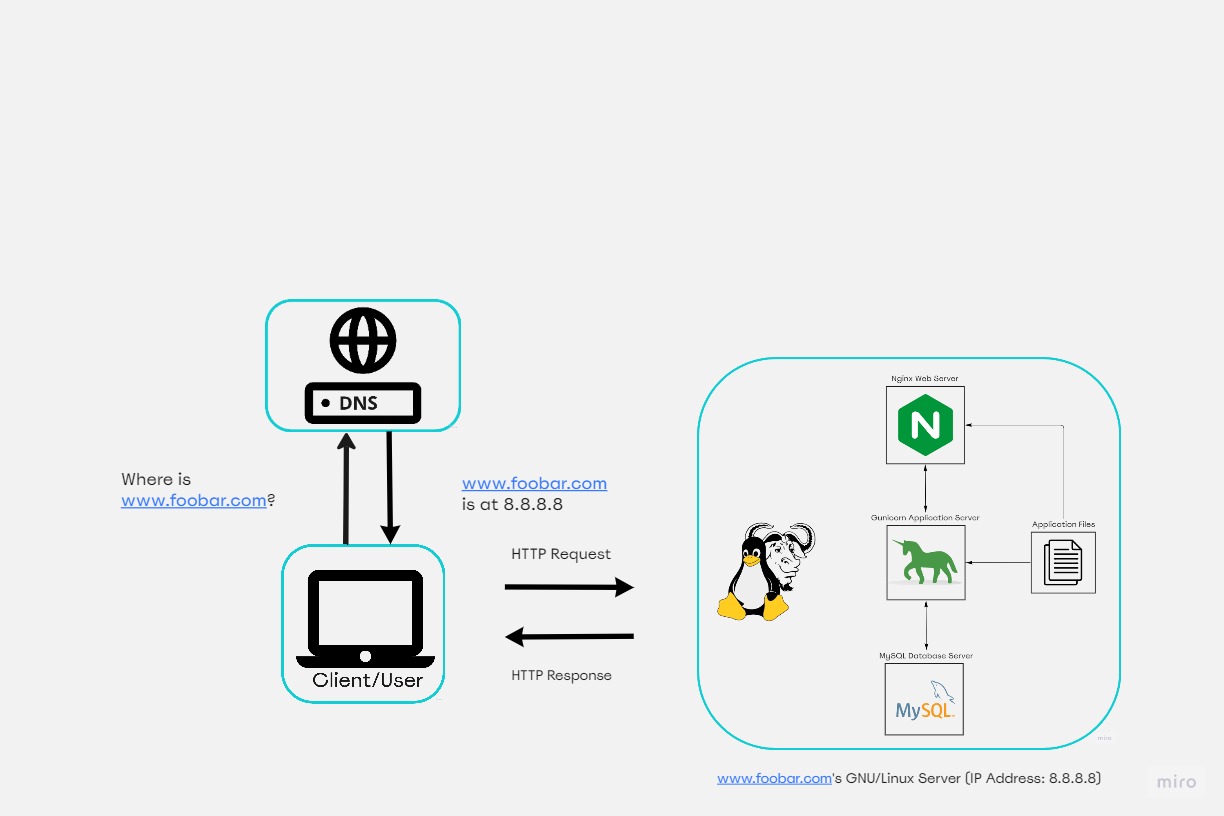 DNS
Where is
www.foobar.com?
www.foobar.com
is at 8.8.8.8
Client/User
HTTP Request
HTTP Response
Nginx Web Server
N
Gunicorn Application Server
Application Files
MySQL Database Server
MySQL
miro
www.foobar.com's GNU/Linux Server (IP Address: 8.8.8.8)
miro